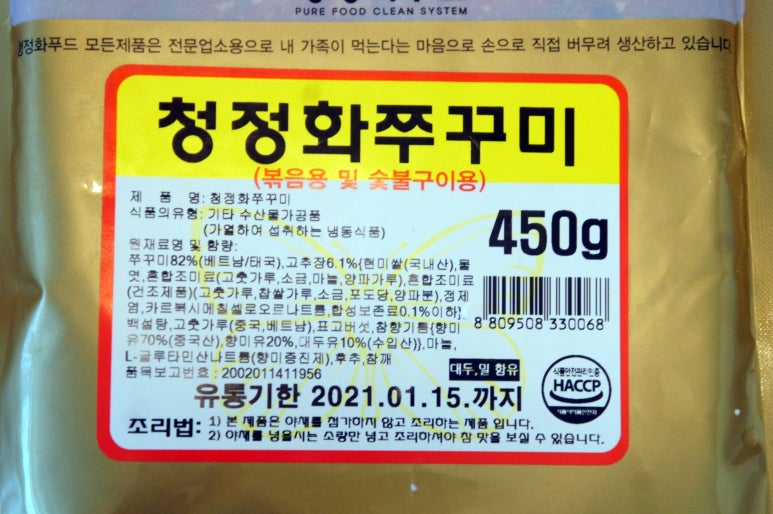 PURE FOOD CLEAN SYSTEM
청정화푸드 모든제품은 전문업소용으로 내 가족이 먹는다는 마음으로 손으로 직접 버무려 생산하고 있습니다
청정화쭈꾸미
(볶음용 및 숯불구이용)
제 품 명: 청정화쭈꾸미
식품의유형: 기타 수산물가공품
(가열하여 섭취하는 냉동식품)
450g
원재료명 및 함량:
쭈꾸미82%(베트남/태국),고추장6.1%{현미쌀(국내산),물
엿,혼합조미료(고춧가루,소금,마늘,양파가루),혼합조미료
(건조제품)(고춧가루,찹쌀가루,소금,포도당,양파분),정제
염,카르복시메칠셀로오르나트륨,합성보존료0.1%이하},
백설탕,고춧가루(중국,베트남),표고버섯,참향기름{향미
유70%(중국산),향미유20%,대두유10%(수입산)},마늘,
L-글루타민산나트륨(향미증진제),후추,참깨
8 809508 330068
품목보고번호 : 2002011411956
대두,밀 함유
식품안전관리인증
HACCP
식품의약품안전처
유통기한 2021.01.15.까지
조리법: 1) 본 제품은 야채를 첨가하지 않고 조리하는 제품 입니다.
2) 야채를 넣을시는 소량만 넣고 조리하셔야 참 맛을 보실 수 있습니다.